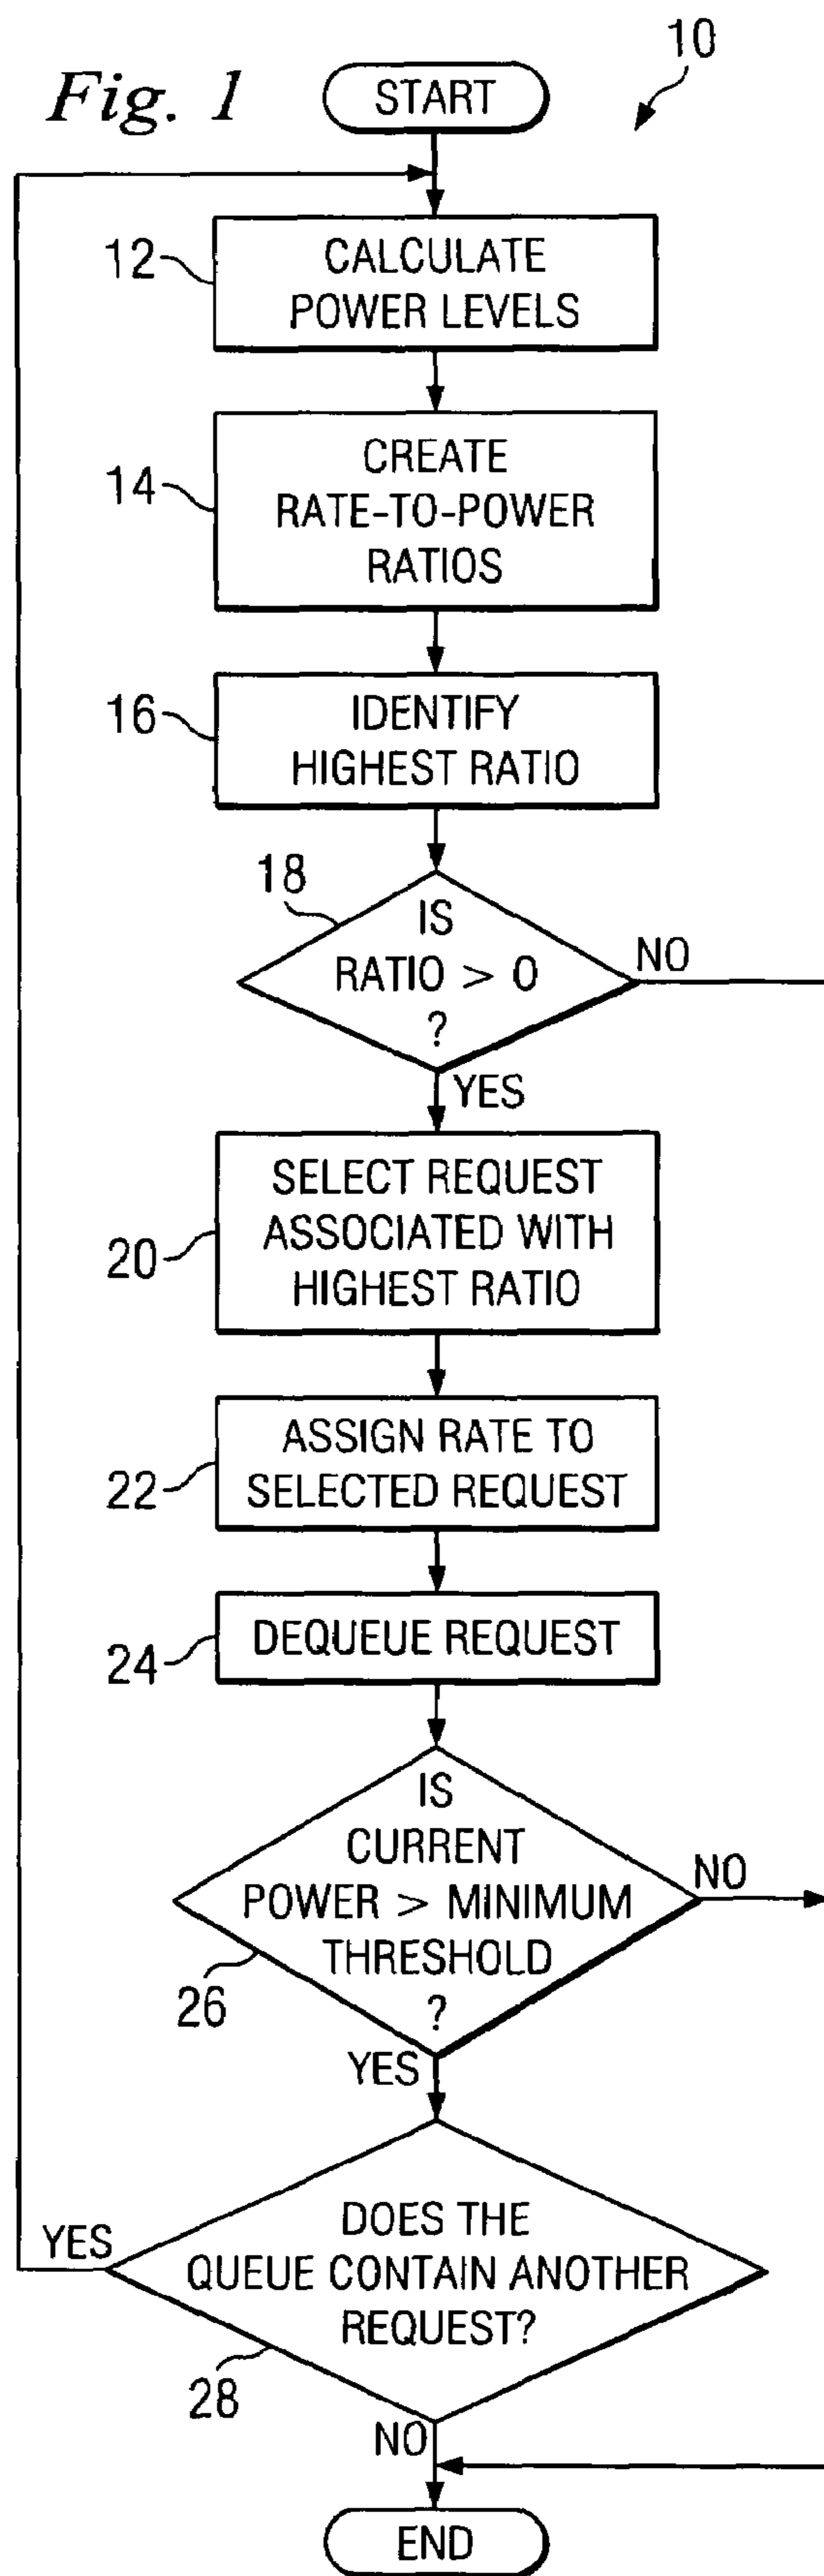 Fig. 1
10
START
12
CALCULATE
POWER LEVELS
14
CREATE
RATE-TO-POWER
RATIOS
16
IDENTIFY
HIGHEST RATIO
18
IS
RATIO > 0
?
NO
YES
20
SELECT REQUEST
ASSOCIATED WITH
HIGHEST RATIO
22
ASSIGN RATE TO
SELECTED REQUEST
24
DEQUEUE REQUEST
IS
CURRENT
POWER > MINIMUM
THRESHOLD
?
NO
26
YES
DOES THE
QUEUE CONTAIN ANOTHER
REQUEST?
YES
28
NO
END